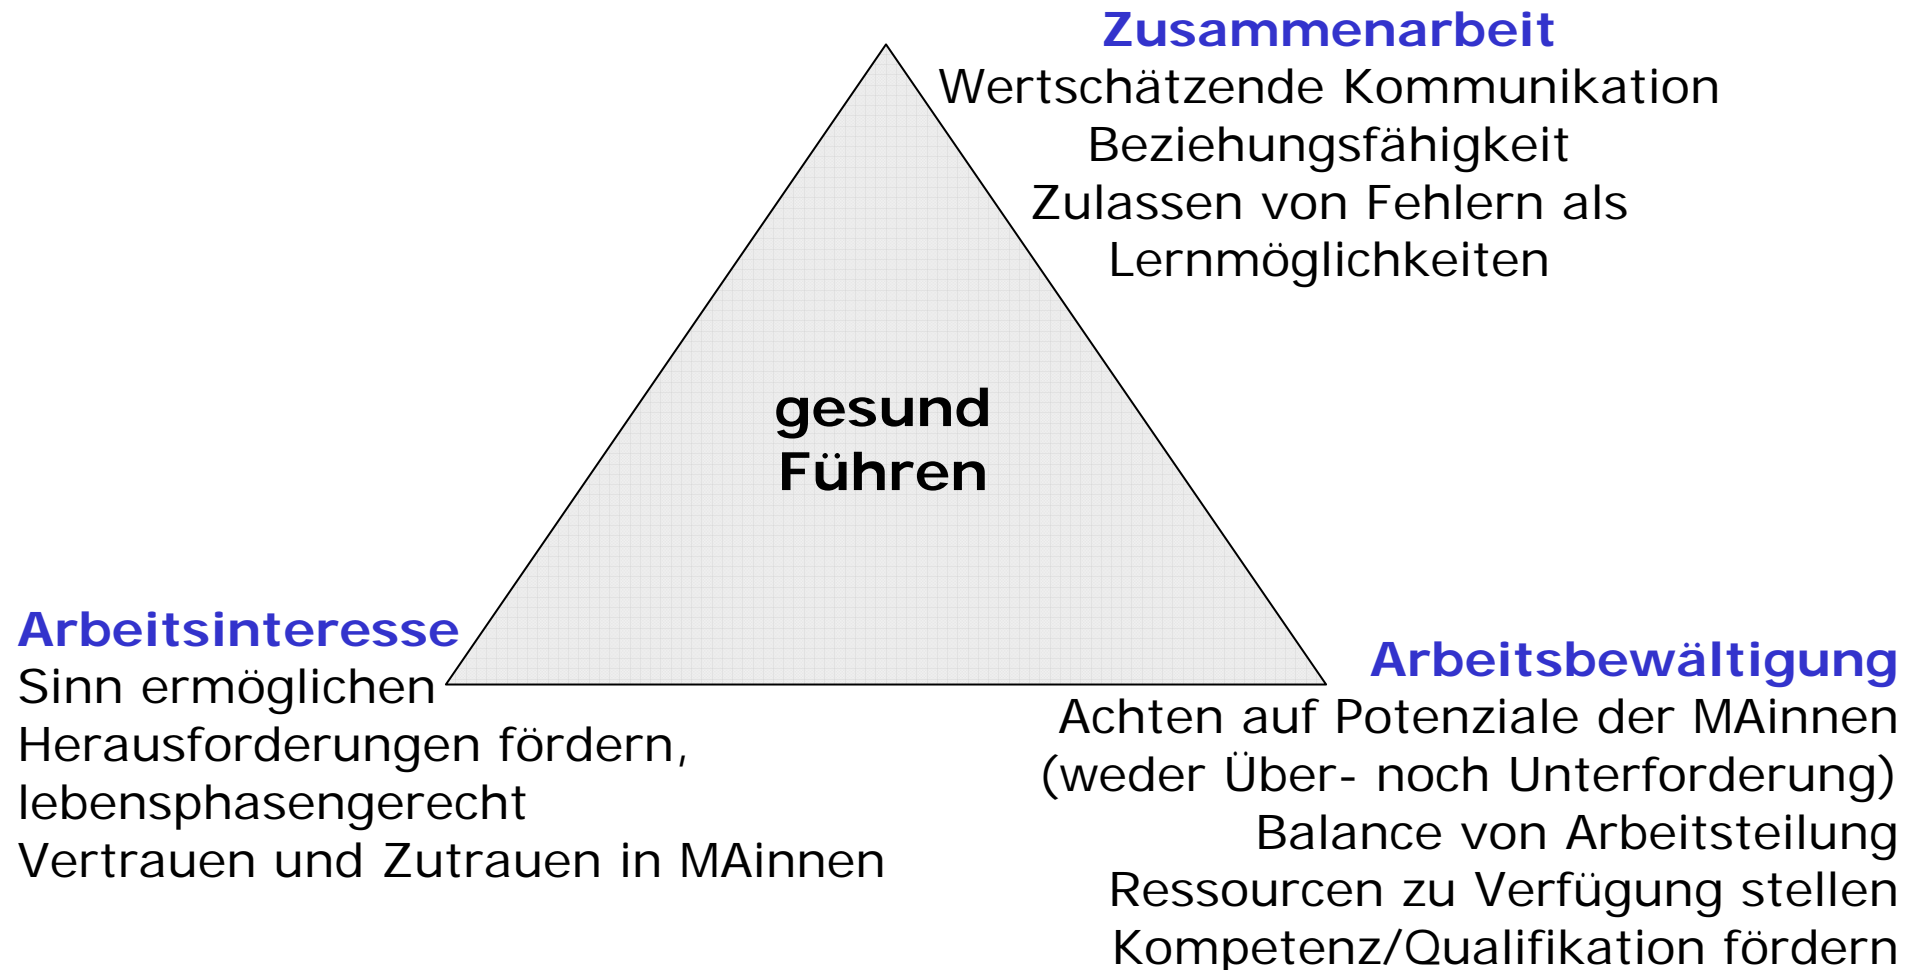 Zusammenarbeit
Wertschätzende Kommunikation
Beziehungsfähigkeit
Zulassen von Fehlern als
Lernmöglichkeiten
gesund
Führen
Arbeitsinteresse
Sinn ermöglichen
Herausforderungen fördern,
lebensphasengerecht
Vertrauen und Zutrauen in MAinnen
Arbeitsbewältigung
Achten auf Potenziale der MAinnen
(weder Über- noch Unterforderung)
Balance von Arbeitsteilung
Ressourcen zu Verfügung stellen
Kompetenz/Qualifikation fördern